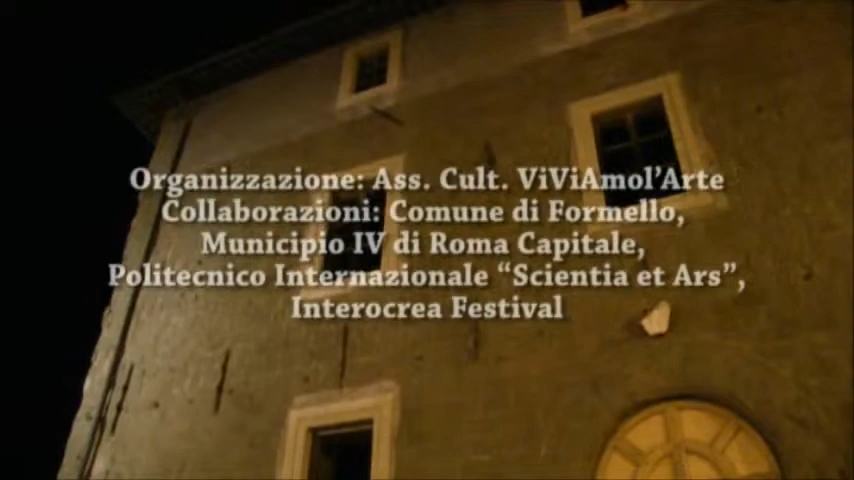 Organizzazione: Ass. Cult. ViViAmol’Arte
Collaborazioni: Comune di Formello,
Municipio IV di Roma Capitale,
Politecnico Internazionale “Scientia et Ars”,
Interocrea Festival